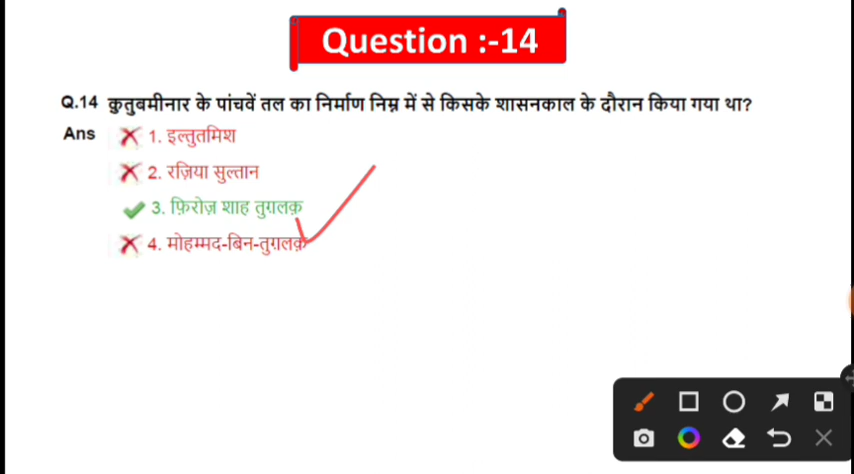 Question :-14
Q.14 क़ुतुबमीनार के पांचवें तल का निर्माण निम्न में से किसके शासनकाल के दौरान किया गया था?
Ans 1. इल्तुतमिश
2. रज़िया सुल्तान
3. फ़िरोज़ शाह तुग़लक़
4. मोहम्मद-बिन-तुग़लक़